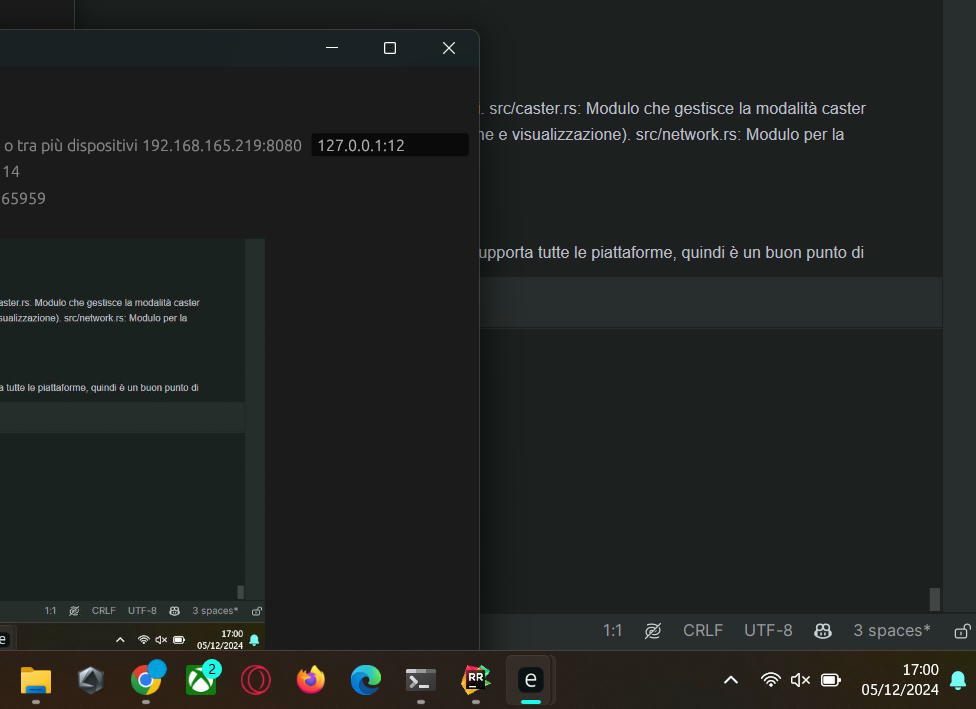 . src/caster.rs: Modulo che gestisce la modalità caster
ne e visualizzazione). src/network.rs: Modulo per la
o tra più dispositivi 192.168.165.219:8080 127.0.0.1:12
14
65959
upporta tutte le piattaforme, quindi è un buon punto di
aster.rs: Modulo che gestisce la modalità caster
sualizzazione). src/network.rs: Modulo per la
a tutte le piattaforme, quindi è un buon punto di
1:1 CRLF UTF-8 3 spaces*
e 17:00
05/12/2024
1:1 CRLF UTF-8 3 spaces*
2
RR
e
17:00
05/12/2024